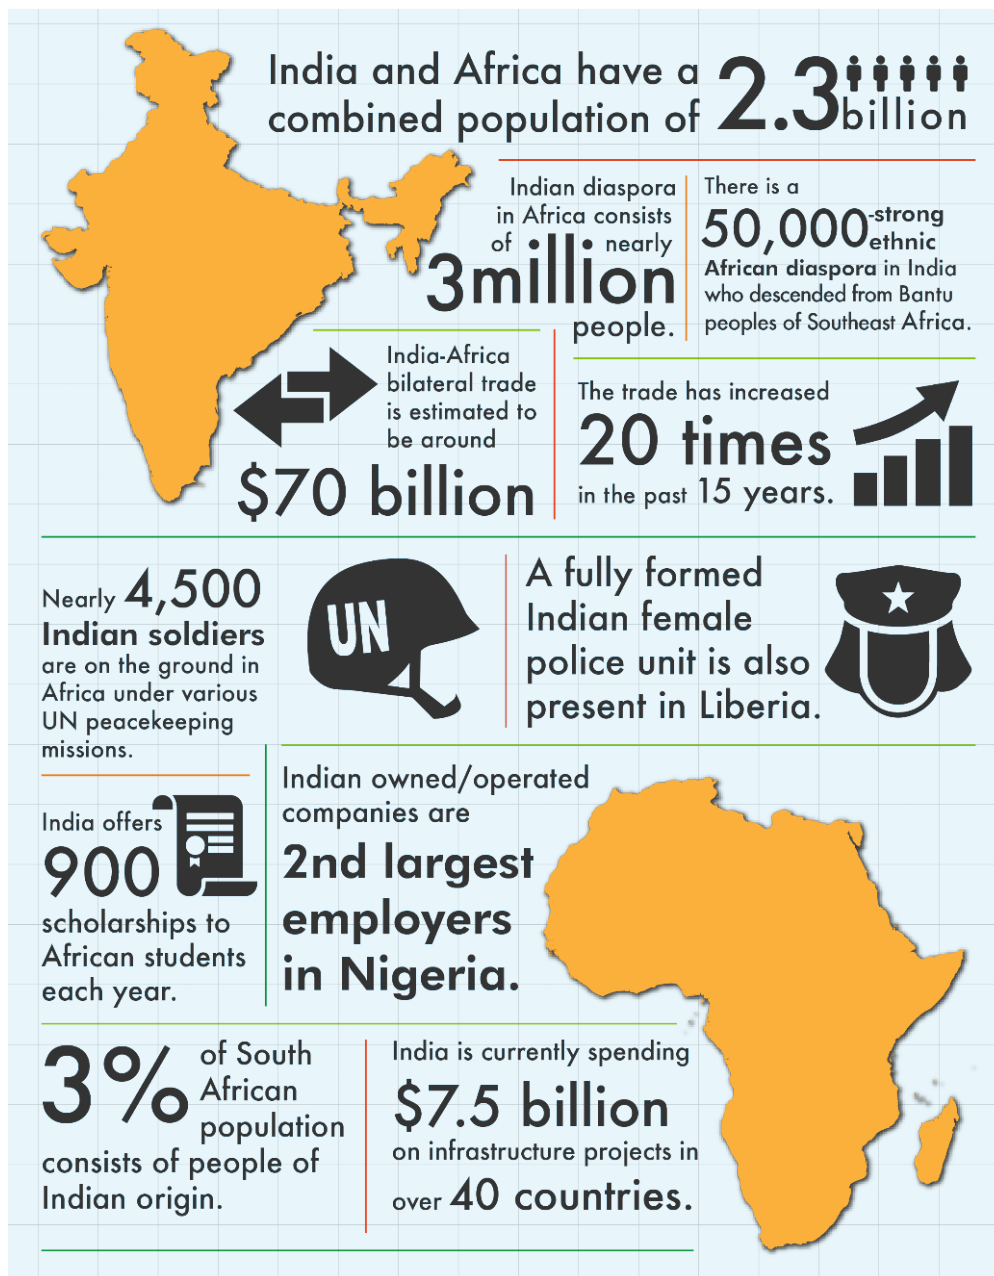 India and Africa have a
combined population of 2.3 billion
Indian diaspora
in Africa consists
of nearly
3 million
people.
There is a
50,000-strong
ethnic
African diaspora in India
who descended from Bantu
peoples of Southeast Africa.
India-Africa
bilateral trade
is estimated to
be around
$70 billion
The trade has increased
20 times
in the past 15 years.
Nearly 4,500
Indian soldiers
are on the ground in
Africa under various
UN peacekeeping
missions.
UN
A fully formed
Indian female
police unit is also
present in Liberia.
India offers
900
scholarships to
African students
each year.
Indian owned/operated
companies are
2nd largest
employers
in Nigeria.
3% of South
African
population
consists of people of
Indian origin.
India is currently spending
$7.5 billion
on infrastructure projects in
over 40 countries.